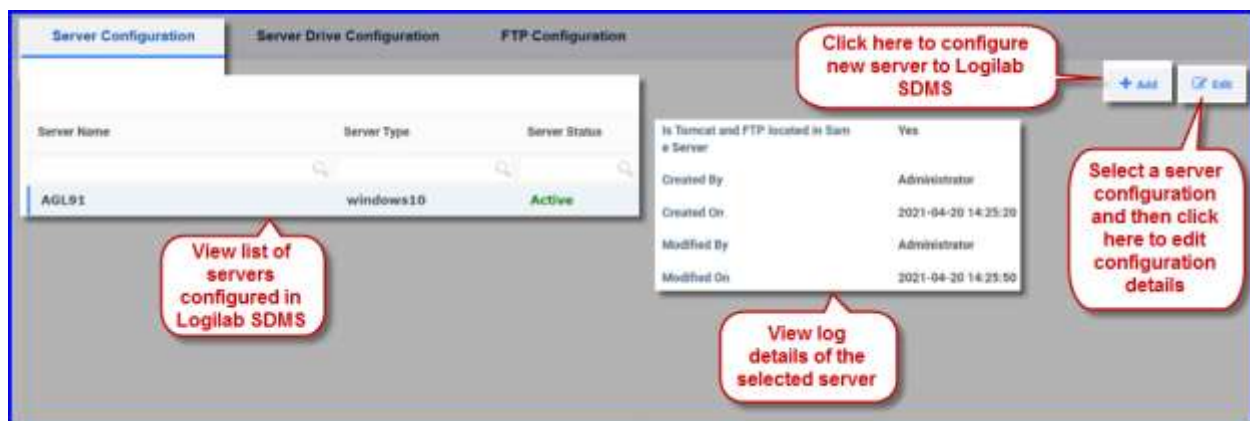 Server Configuration
Server Drive Configuration
FTP Configuration
Click here to configure
new server to Logilab
SDMS
Add
Edit
Server Name
Server Type
Server Status
AGL91
windows10
Active
Is Tomcat and FTP located in Sam
e Server
Yes
Created By
Administrator
Created On
2021-04-20 14:25:20
Modified By
Administrator
Modified On
2021-04-20 14:25:50
Select a server
configuration
and then click
here to edit
configuration
details
View list of
servers
configured in
Logilab SDMS
View log
details of the
selected server